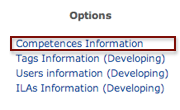 Options
Competences Information
Tags Information (Developing)
Users information (Developing)
ILAs Information (Developing)